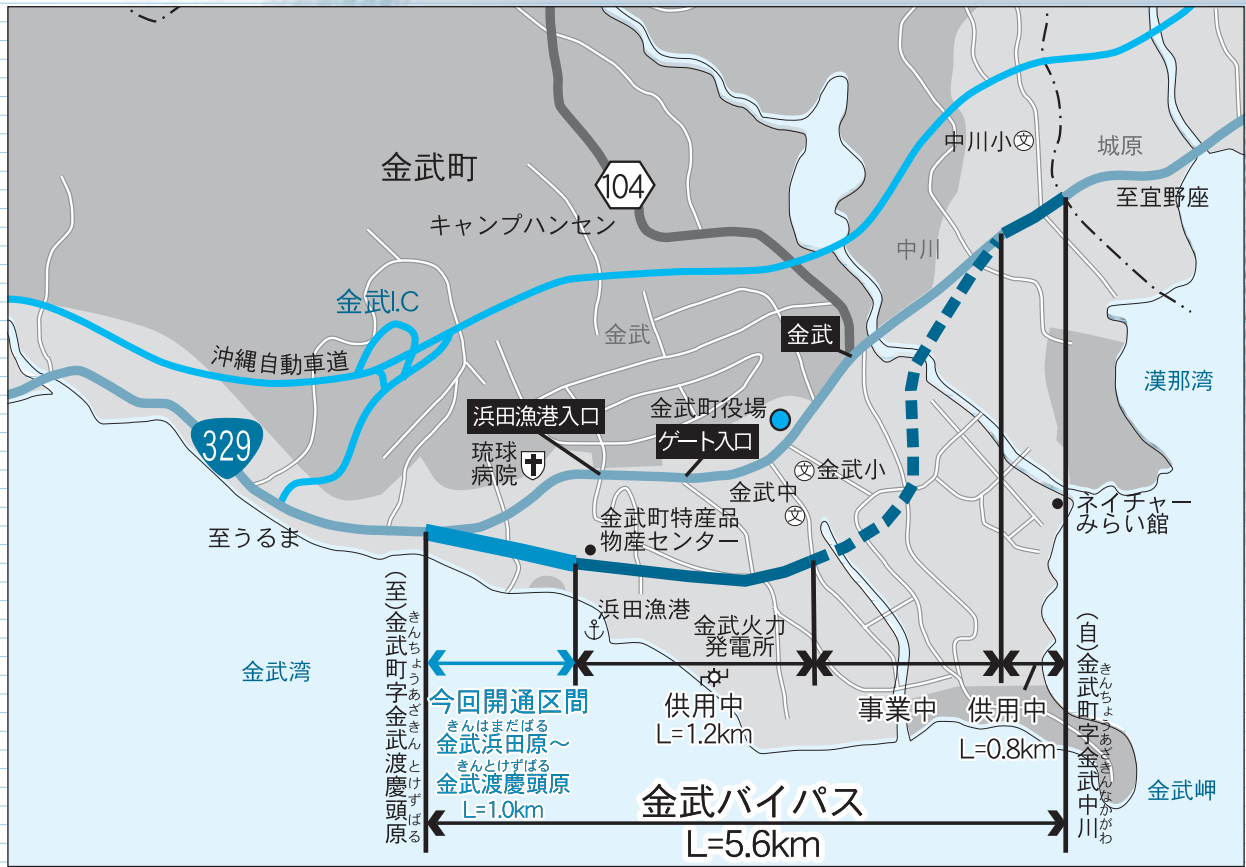 金武町
104
キャンプハンセン
中川小
文
城原
至宜野座
中川
金武I.C
沖縄自動車道
金武
金武
漢那湾
329
浜田漁港入口
金武町役場
ゲート入口
琉球
病院
金武小
文
金武中
文
ネイチャー
みらい館
至うるま
金武町特産品
物産センター
浜田漁港
金武火力
発電所
金武湾
(至)金武町字金武渡慶頭原
きんちょうあざきん とけずばる
今回開通区間
きんはまだばる
金武浜田原～
きんとけずばる
金武渡慶頭原
L=1.0km
供用中
L=1.2km
事業中
供用中
L=0.8km
(自)金武町字金武中川
きんちょうあざきんなかがわ
金武岬
金武バイパス
L=5.6km